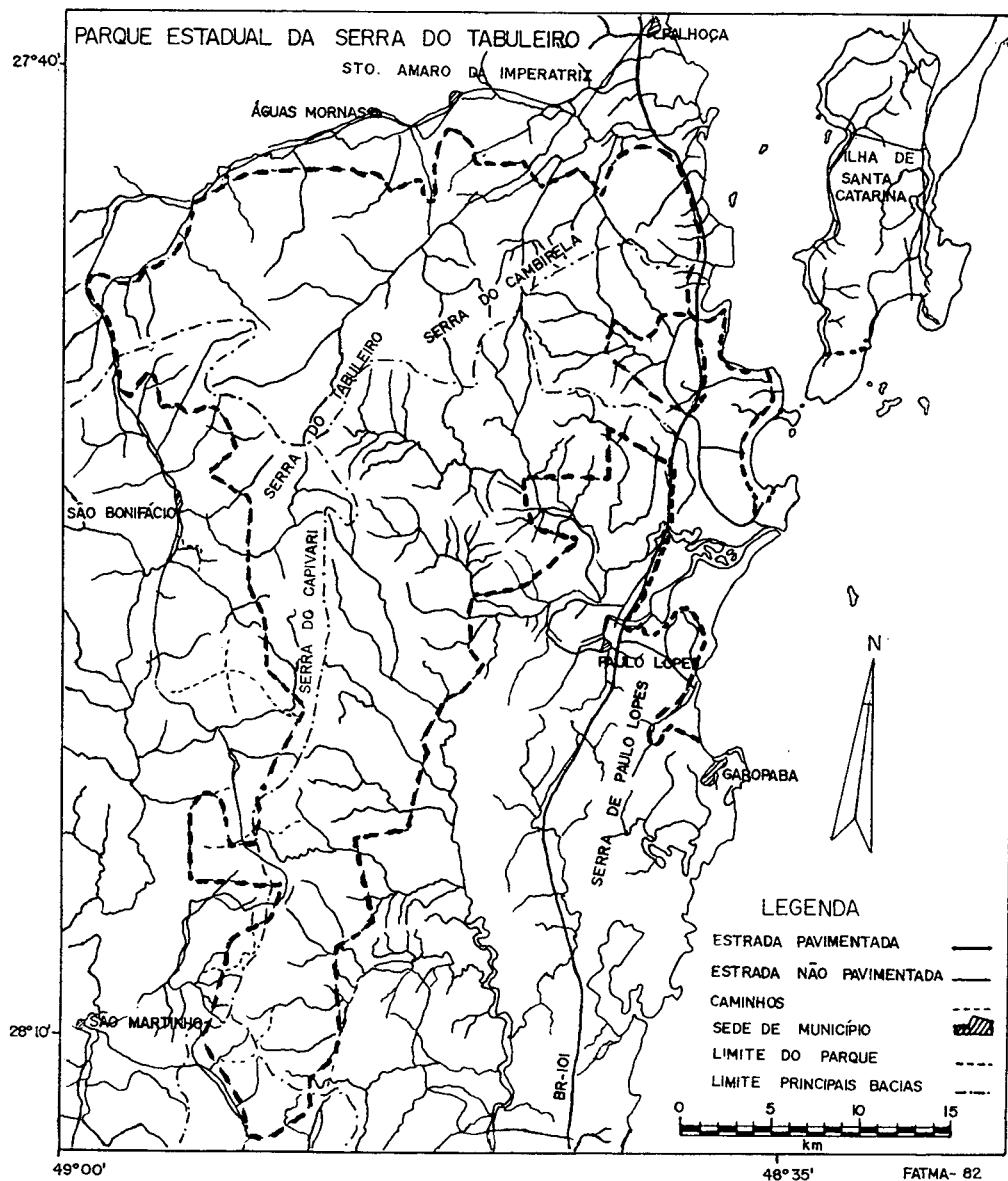 PARQUE ESTADUAL DA SERRA DO TABULEIRO
PALHOÇA
27°40'
STO. AMARO DA IMPERATRIZ
ÁGUAS MORNAS
ILHA DE
SANTA
CATARINA
SERRA DO CAMBIRELA
SERRA DO TABULEIRO
SÃO BONIFÁCIO
SERRA DO CAPIVARI
PAULO LOPES
N
SERRA DE PAULO LOPES
GAROPABA
LEGENDA
ESTRADA PAVIMENTADA
ESTRADA NÃO PAVIMENTADA
CAMINHOS
SEDE DE MUNICÍPIO
LIMITE DO PARQUE
LIMITE PRINCIPAIS BACIAS
SÃO MARTINHO
28°10'
BR-101
0 5 10 15
km
49°00'
48°35'
FATMA-82